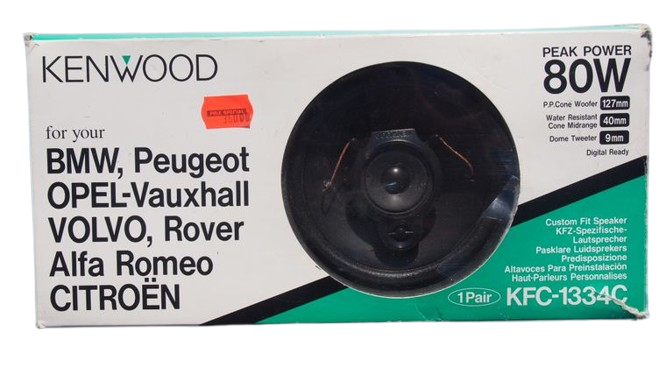 KENWOOD
for your
BMW, Peugeot
OPEL-Vauxhall
VOLVO, Rover
Alfa Romeo
CITROËN
PEAK POWER
80W
P.P.Cone Woofer 127mm
Water Resistant
Cone Midrange 40mm
Dome Tweeter 9mm
Digital Ready
Custom Fit Speaker
KFZ-Spezifische-
Lautsprecher
Pasklare Luidsprekers
Predisposizione
Altavoces Para Preinstalación
Haut-Parleurs Personnalises
1Pair KFC-1334C